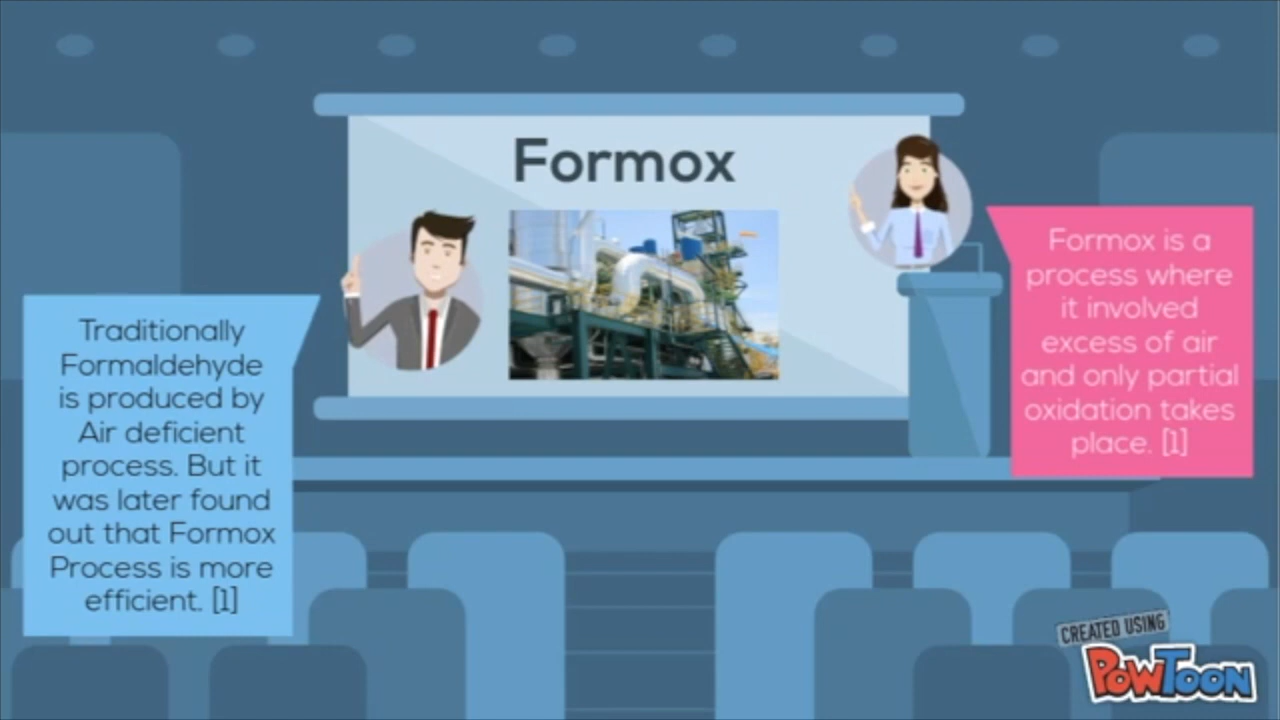 Formox
Traditionally
Formaldehyde
is produced by
Air deficient
process. But it
was later found
out that Formox
Process is more
efficient. [1]
Formox is a
process where
it involved
excess of air
and only partial
oxidation takes
place. [1]
CREATED USING
POWTOON